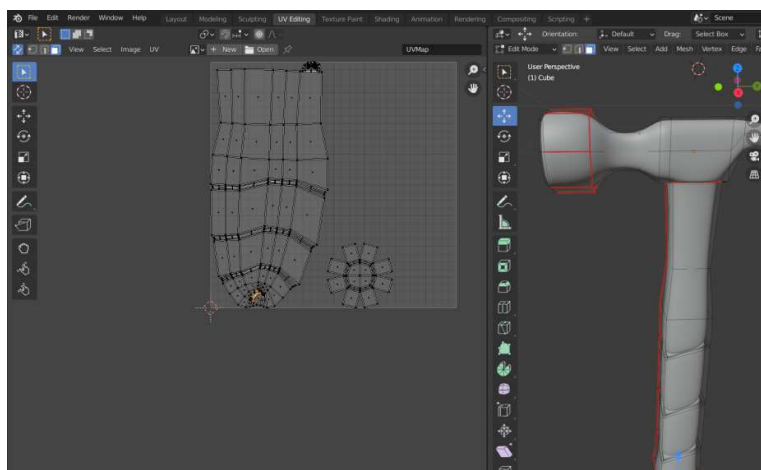 File Edit Render Window Help Layout Modeling Sculpting UV Editing Texture Paint Shading Animation Rendering Compositing Scripting + Scene
Orientation: Default Drag: Select Box
View Select Image UV + New Open UVMap Edit Mode View Select Add Mesh Vertex Edge
User Perspective
(1) Cube